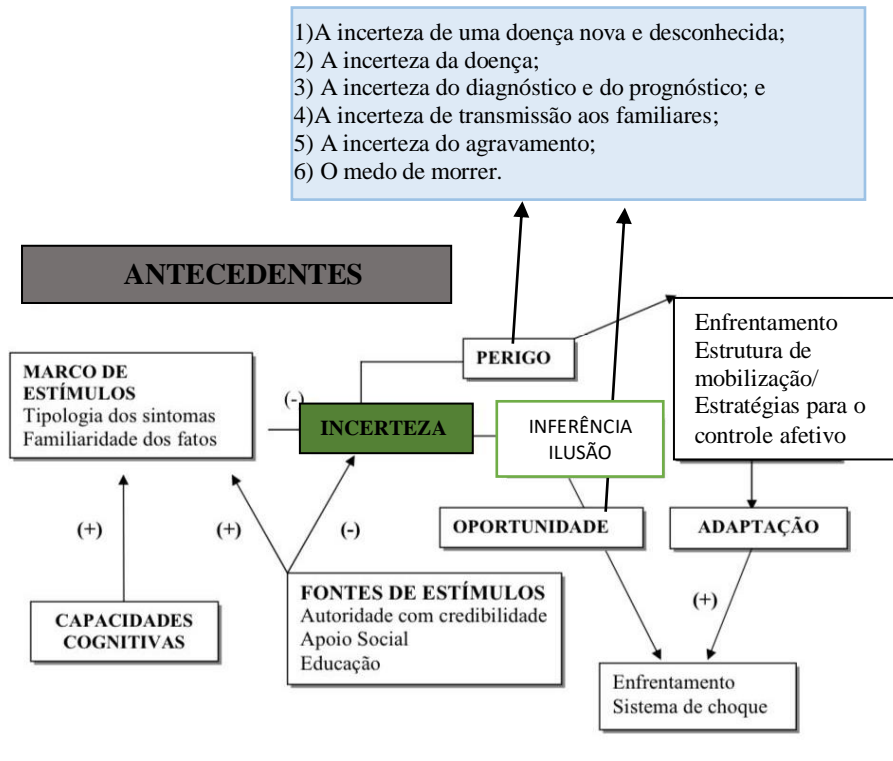 1)A incerteza de uma doença nova e desconhecida;
2) A incerteza da doença;
3) A incerteza do diagnóstico e do prognóstico; e
4)A incerteza de transmissão aos familiares;
5) A incerteza do agravamento;
6) O medo de morrer.
ANTECEDENTES
MARCO DE
ESTÍMULOS
Tipologia dos sintomas
Familiaridade dos fatos
(-)
INCERTEZA
PERIGO
INFERÊNCIA
ILUSÃO
Enfrentamento
Estrutura de
mobilização/
Estratégias para o
controle afetivo
(+)
(+)
(-)
OPORTUNIDADE
ADAPTAÇÃO
CAPACIDADES
COGNITIVAS
FONTES DE ESTÍMULOS
Autoridade com credibilidade
Apoio Social
Educação
(+)
Enfrentamento
Sistema de choque